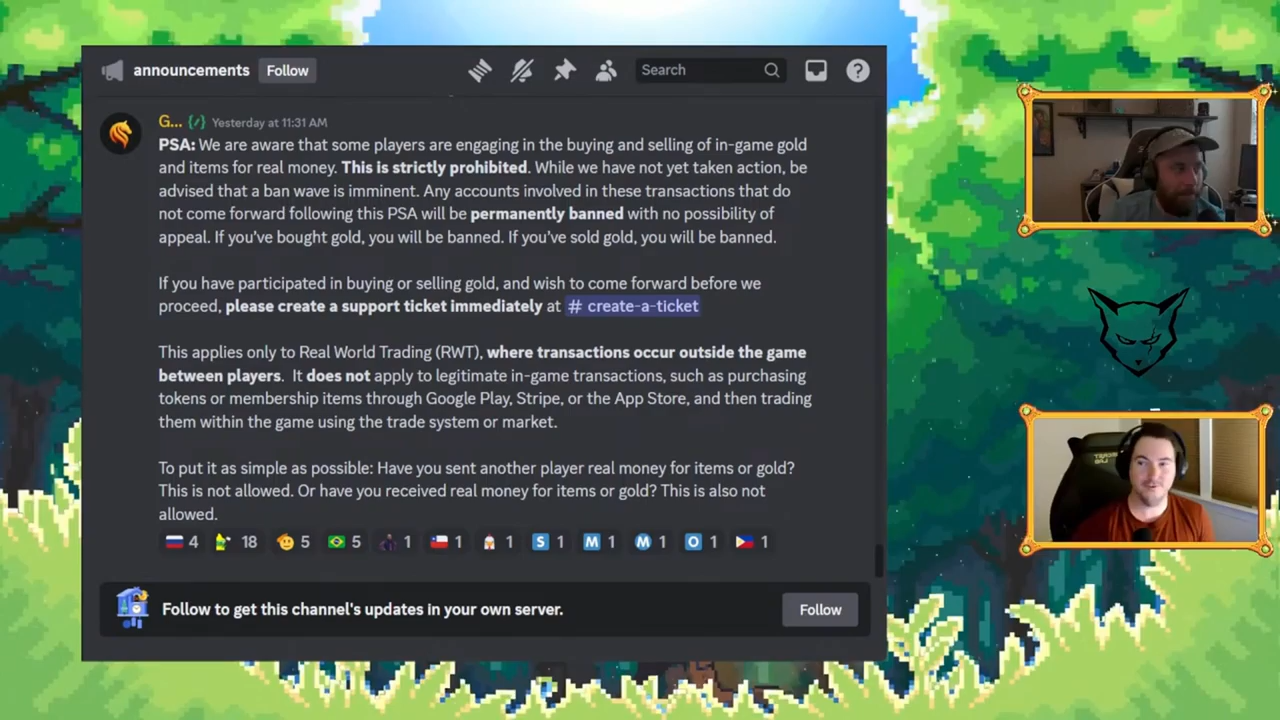 announcements
Follow
Search
G...
Yesterday at 11:31 AM
PSA: We are aware that some players are engaging in the buying and selling of in-game gold
and items for real money. This is strictly prohibited. While we have not yet taken action, be
advised that a ban wave is imminent. Any accounts involved in these transactions that do
not come forward following this PSA will be permanently banned with no possibility of
appeal. If you've bought gold, you will be banned. If you've sold gold, you will be banned.
If you have participated in buying or selling gold, and wish to come forward before we
proceed, please create a support ticket immediately at # create-a-ticket
This applies only to Real World Trading (RWT), where transactions occur outside the game
between players. It does not apply to legitimate in-game transactions, such as purchasing
tokens or membership items through Google Play, Stripe, or the App Store, and then trading
them within the game using the trade system or market.
To put it as simple as possible: Have you sent another player real money for items or gold?
This is not allowed. Or have you received real money for items or gold? This is also not
allowed.
4 18 5 5 1 1 1 S 1 M 1 M 1 O 1 1
Follow to get this channel's updates in your own server.
Follow